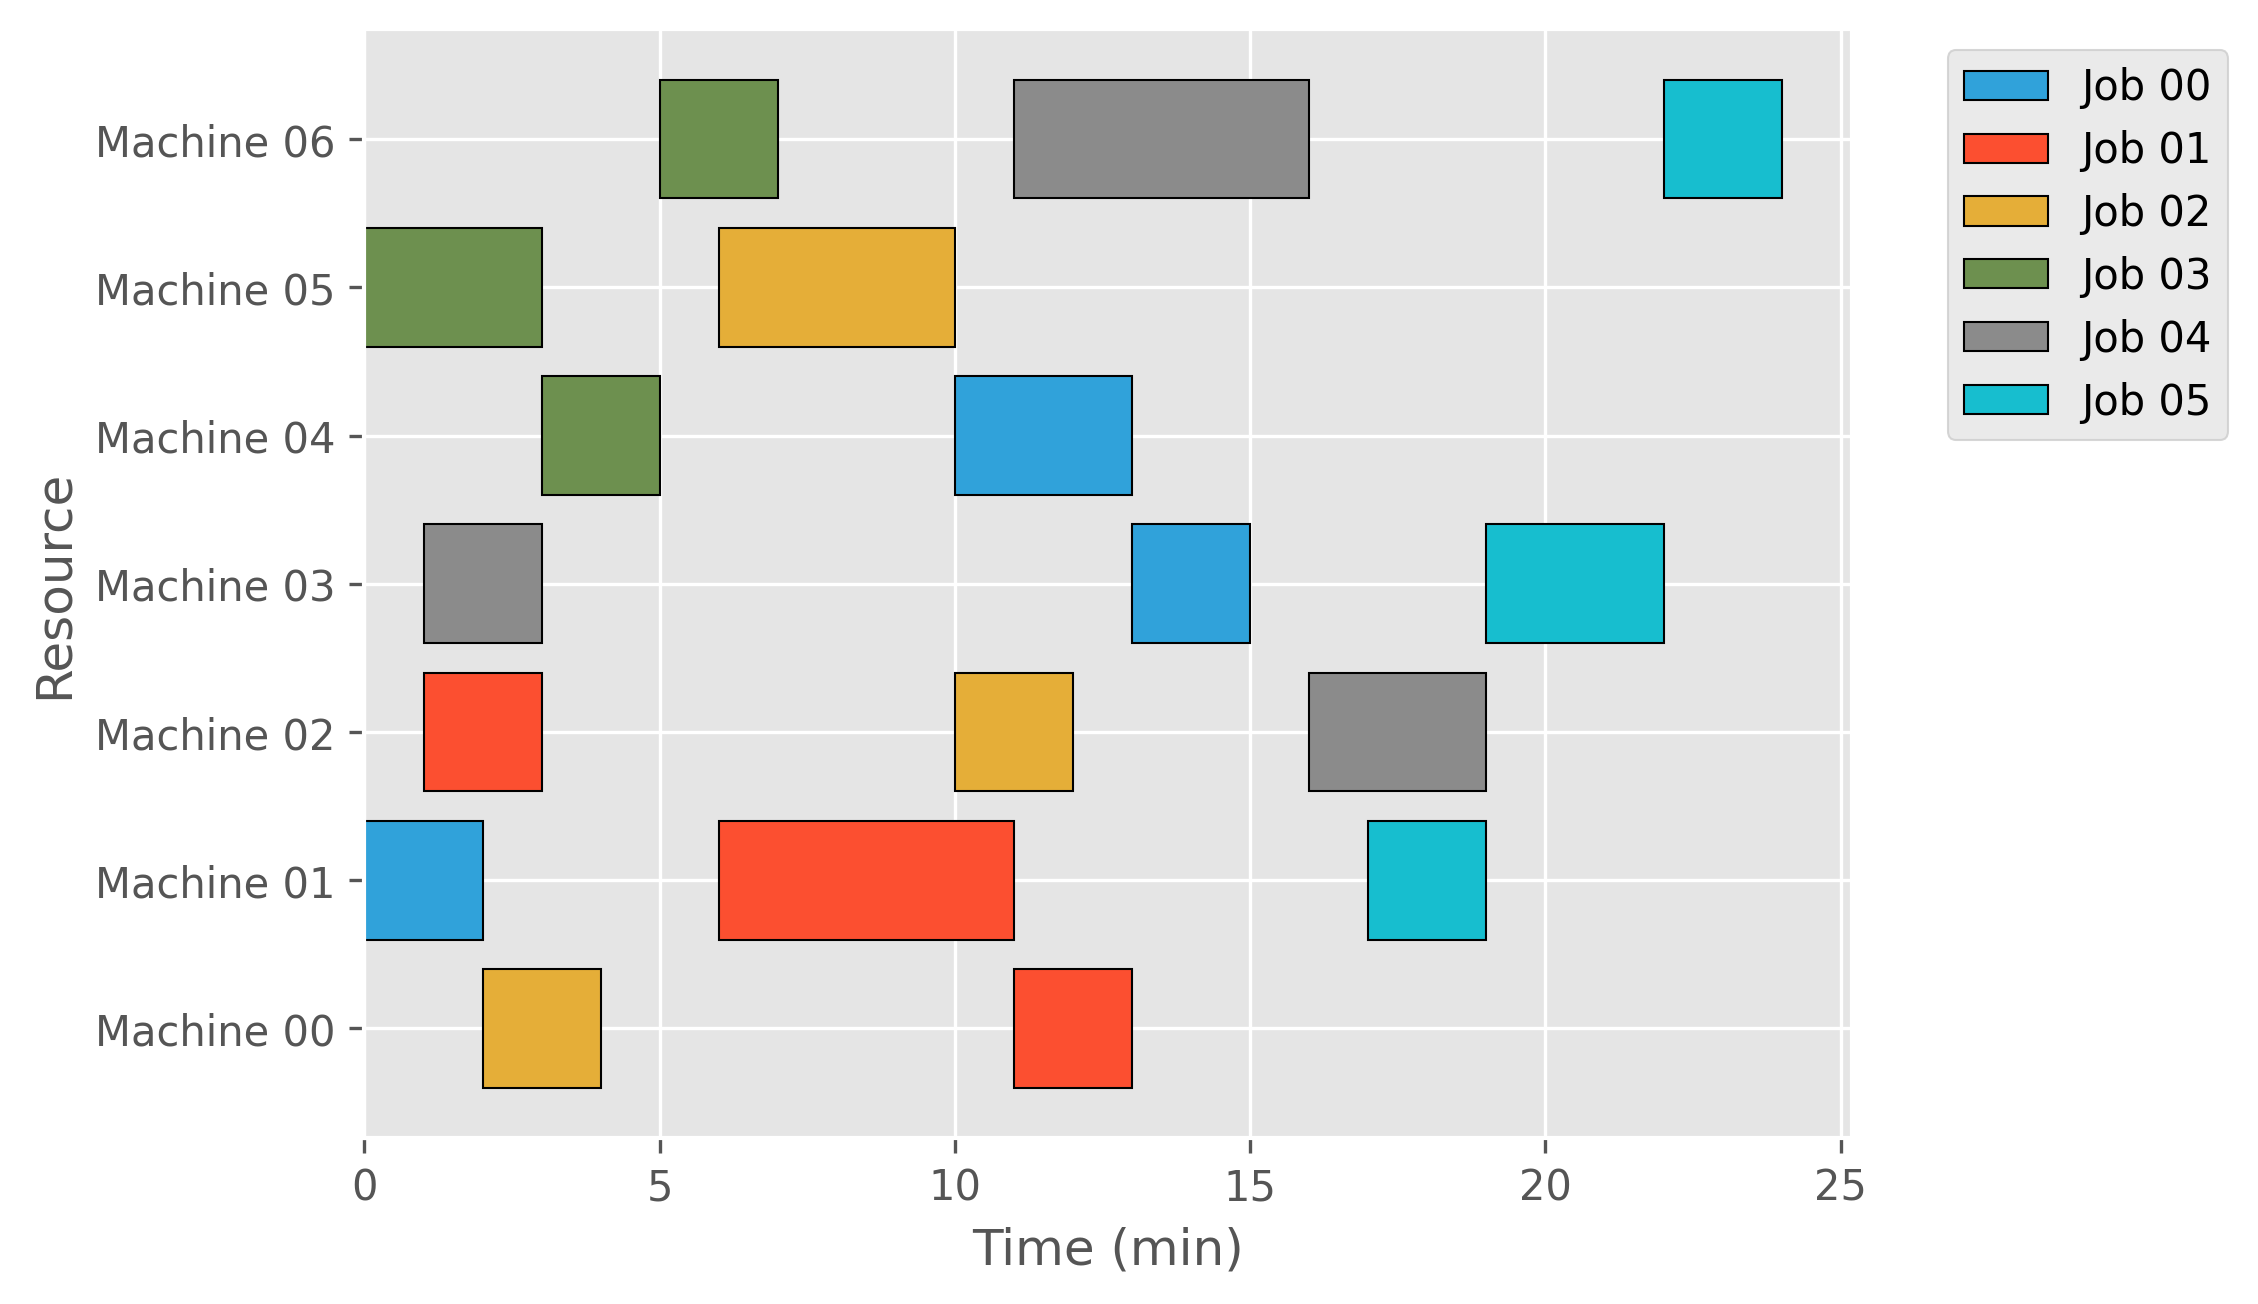 Machine 06
Machine 05
Machine 04
Machine 03
Machine 02
Machine 01
Machine 00
Resource
0 5 10 15 20 25
Time (min)
Job 00
Job 01
Job 02
Job 03
Job 04
Job 05